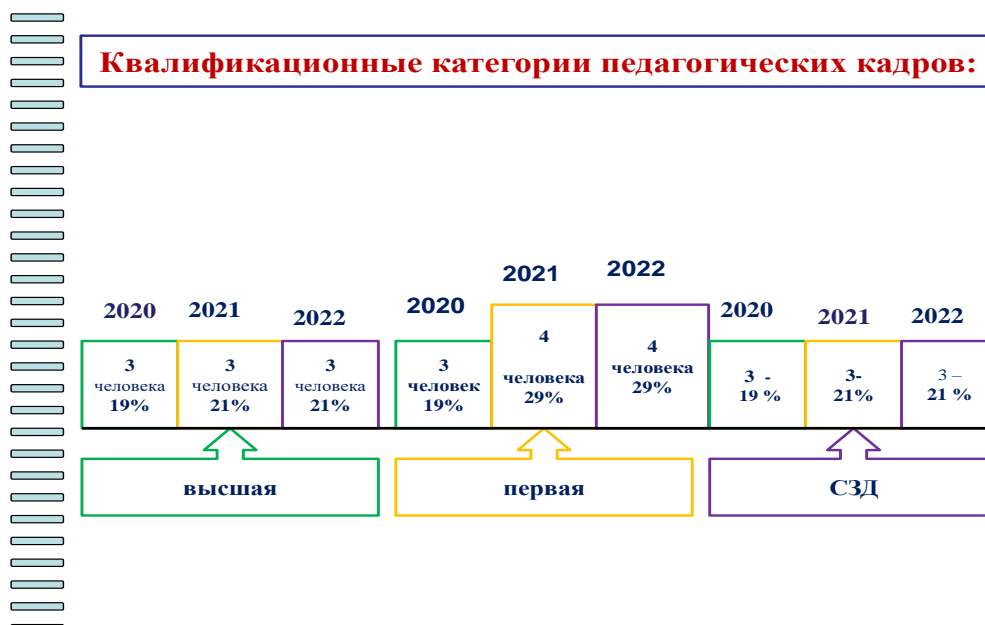 Квалификационные категории педагогических кадров:
2020
2021
2022
3
человека
19%
3
человека
21%
3
человека
21%
высшая
2020
2021
2022
3
человек
19%
4
человека
29%
4
человека
29%
первая
2020
2021
2022
3 -
19 %
3-
21%
3 –
21 %
СЗД